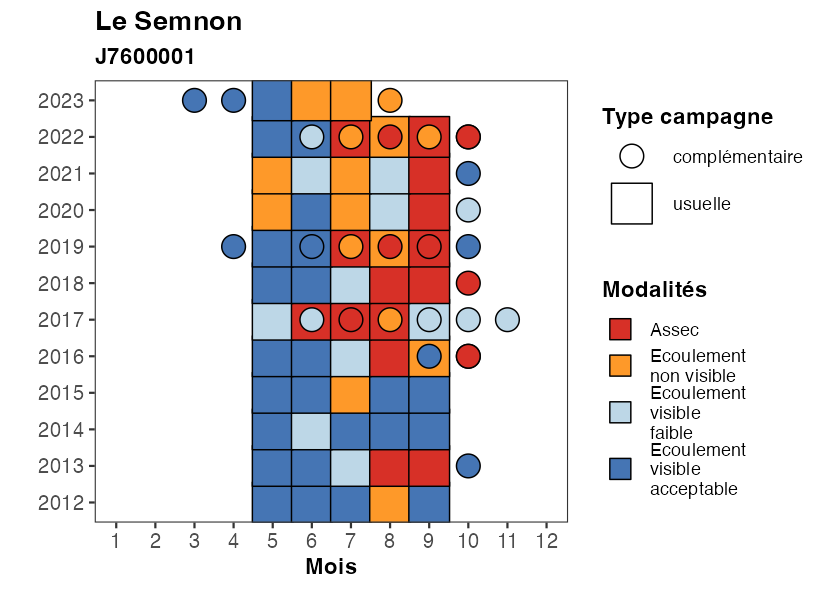 Le Semnon
J7600001
2023
2022
2021
2020
2019
2018
2017
2016
2015
2014
2013
2012
1 2 3 4 5 6 7 8 9 10 11 12
Mois
Type campagne
complémentaire
usuelle
Modalités
Assec
Ecoulement
non visible
Ecoulement
visible
faible
Ecoulement
visible
acceptable